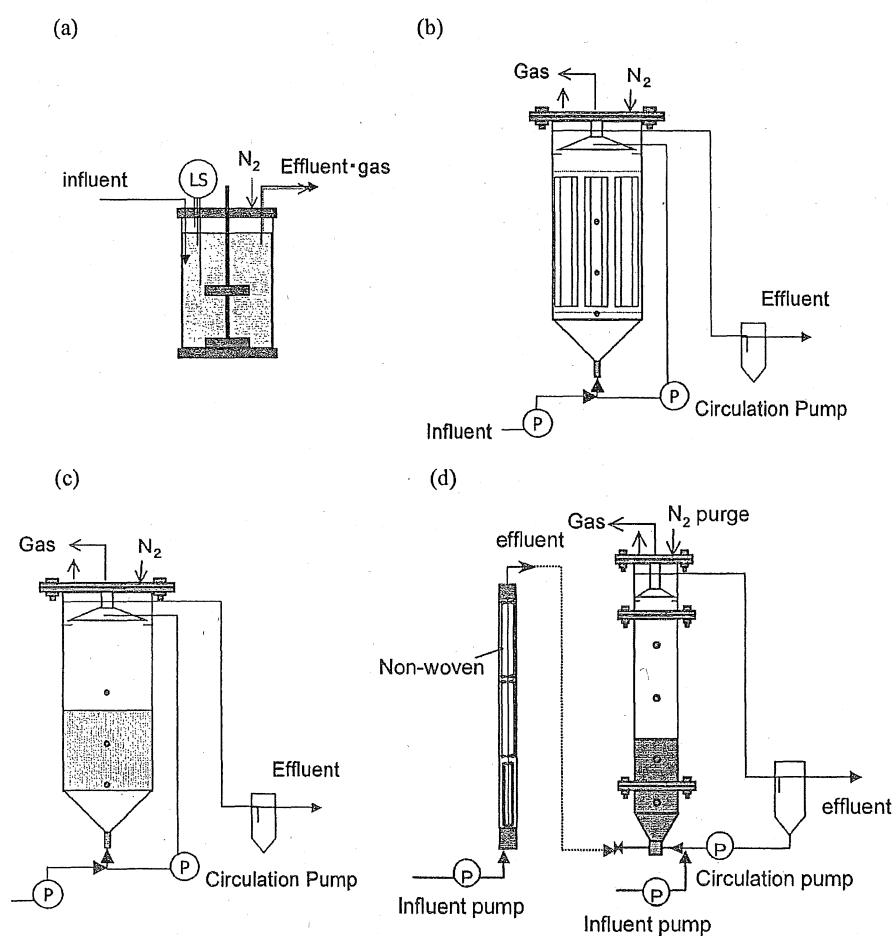 (a)
influent
LS
N2
Effluent·gas
(b)
Gas
N2
Effluent
P
Circulation Pump
Influent
P
(c)
Gas
N2
Effluent
P
Circulation Pump
P
(d)
effluent
Gas
N2 purge
Non-woven
effluent
P
Circulation pump
P
Influent pump
P
Influent pump